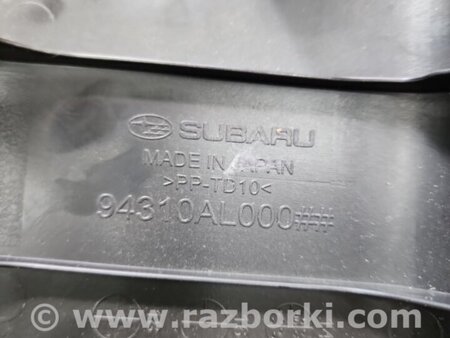 SUBARU
MADE IN JAPAN
>PP-TD10<
94310AL000##
© www.razborki.com